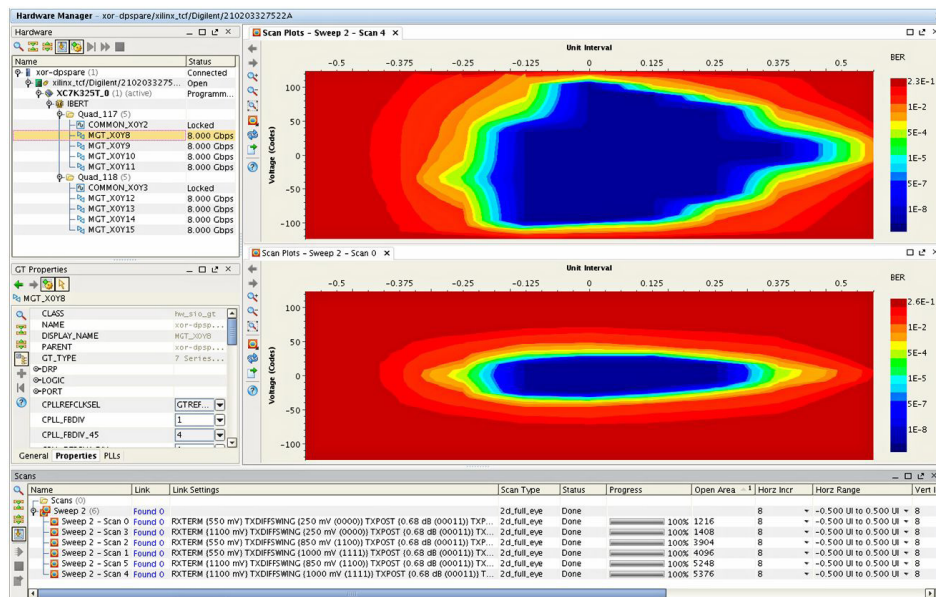 Hardware Manager - xor-dpspare/xilinx_tcf/Digilent/210203327522A
Hardware
Name Status
xor-dpspare (1) Connected
xilinx_tcf/Digilent/2102033275... Open
XC7K325T_0 (1) (active) Programm...
IBERT
Quad_117 (5)
COMMON_X0Y2 Locked
MGT_X0Y8 8.000 Gbps
MGT_X0Y9 8.000 Gbps
MGT_X0Y10 8.000 Gbps
MGT_X0Y11 8.000 Gbps
Quad_118 (5)
COMMON_X0Y3 Locked
MGT_X0Y12 8.000 Gbps
MGT_X0Y13 8.000 Gbps
MGT_X0Y14 8.000 Gbps
MGT_X0Y15 8.000 Gbps
GT Properties
MGT_X0Y8
CLASS hw_sio_gt
NAME xor-dpsp...
DISPLAY_NAME MGT_X0Y8
PARENT xor-dpsp...
GT_TYPE 7 Series...
DRP
LOGIC
PORT
CPLLREFCLKSEL GTREF...
CPLL_FBDIV 1
CPLL_FBDIV_45 4
General Properties PLLs
Scan Plots - Sweep 2 - Scan 4
Unit Interval
-0.5 -0.375 -0.25 -0.125 0 0.125 0.25 0.375 0.5
BER
Voltage (Codes)
100
50
0
-50
-100
2.3E-1
1E-2
5E-4
1E-5
5E-7
1E-8
Scan Plots - Sweep 2 - Scan 0
Unit Interval
-0.5 -0.375 -0.25 -0.125 0 0.125 0.25 0.375 0.5
BER
Voltage (Codes)
100
50
0
-50
-100
2.6E-1
1E-2
5E-4
1E-5
5E-7
1E-8
Scans
Name Link Link Settings Scan Type Status Progress Open Area 1 Horz Incr Horz Range Vert I
Scans (0)
Sweep 2 (6) Found 0 2d_full_eye Done 8 -0.500 UI to 0.500 UI 8
Sweep 2 - Scan 0 Found 0 RXTERM (550 mV) TXDIFFSWING (250 mV (0000)) TXPOST (0.68 dB (00011)) TXP... 2d_full_eye Done 100% 1216 8 -0.500 UI to 0.500 UI 8
Sweep 2 - Scan 3 Found 0 RXTERM (1100 mV) TXDIFFSWING (250 mV (0000)) TXPOST (0.68 dB (00011)) TX... 2d_full_eye Done 100% 1408 8 -0.500 UI to 0.500 UI 8
Sweep 2 - Scan 2 Found 0 RXTERM (550 mV) TXDIFFSWING (850 mV (1100)) TXPOST (0.68 dB (00011)) TXP... 2d_full_eye Done 100% 3904 8 -0.500 UI to 0.500 UI 8
Sweep 2 - Scan 1 Found 0 RXTERM (550 mV) TXDIFFSWING (1000 mV (1111)) TXPOST (0.68 dB (00011)) TX... 2d_full_eye Done 100% 4096 8 -0.500 UI to 0.500 UI 8
Sweep 2 - Scan 5 Found 0 RXTERM (1100 mV) TXDIFFSWING (850 mV (1100)) TXPOST (0.68 dB (00011)) TX... 2d_full_eye Done 100% 5248 8 -0.500 UI to 0.500 UI 8
Sweep 2 - Scan 4 Found 0 RXTERM (1100 mV) TXDIFFSWING (1000 mV (1111)) TXPOST (0.68 dB (00011)) T... 2d_full_eye Done 100% 5376 8 -0.500 UI to 0.500 UI 8